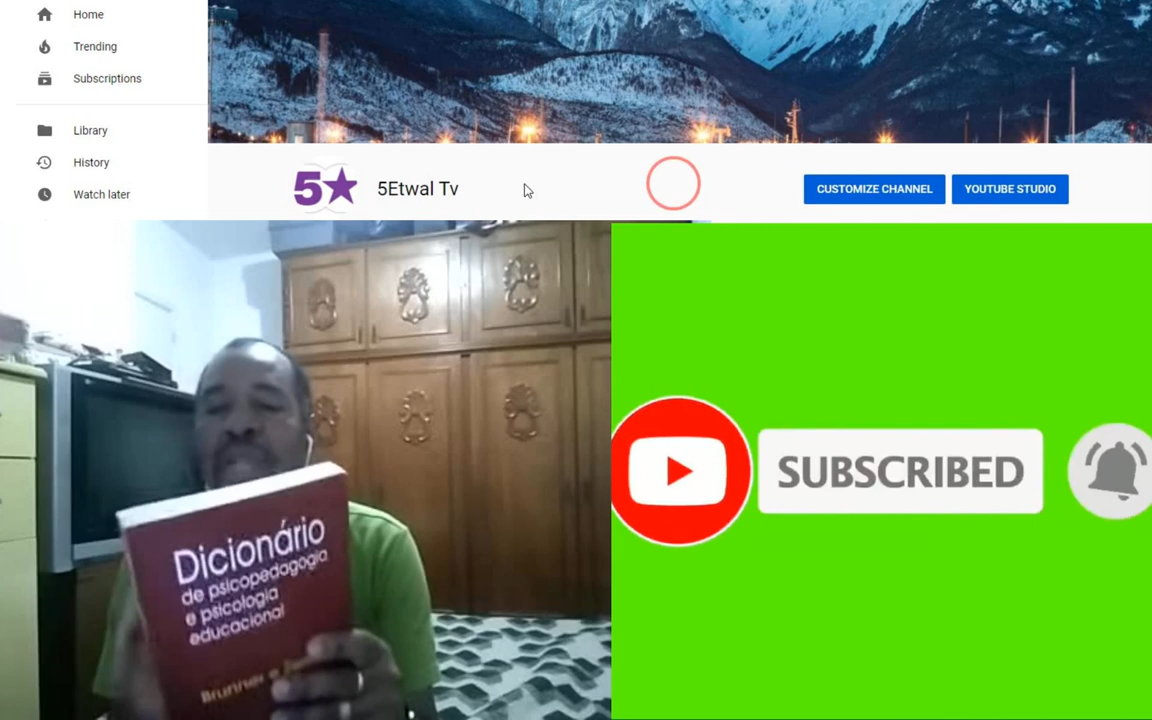 Home
Trending
Subscriptions
Library
History
Watch later
5
5Etwal Tv
CUSTOMIZE CHANNEL
YOUTUBE STUDIO
Dicionário
de psicopedagogia
e psicologia
educacional
Brunner e
SUBSCRIBED